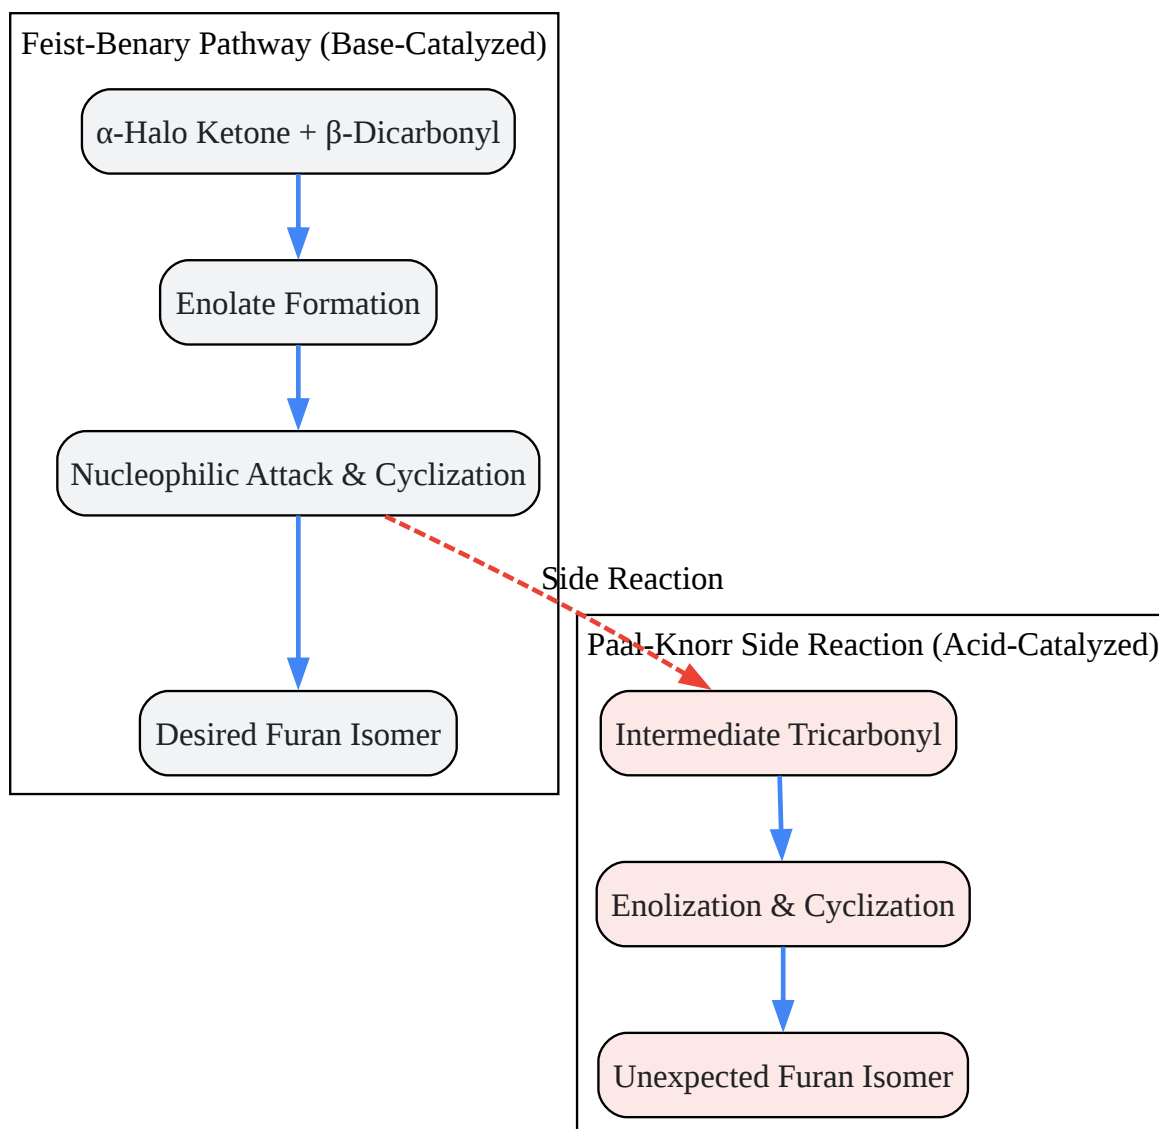 Feist-Benary Pathway (Base-Catalyzed)
α-Halo Ketone + β-Dicarbonyl
Enolate Formation
Nucleophilic Attack & Cyclization
Desired Furan Isomer
Side Reaction
Paal-Knorr Side Reaction (Acid-Catalyzed)
Intermediate Tricarbonyl
Enolization & Cyclization
Unexpected Furan Isomer